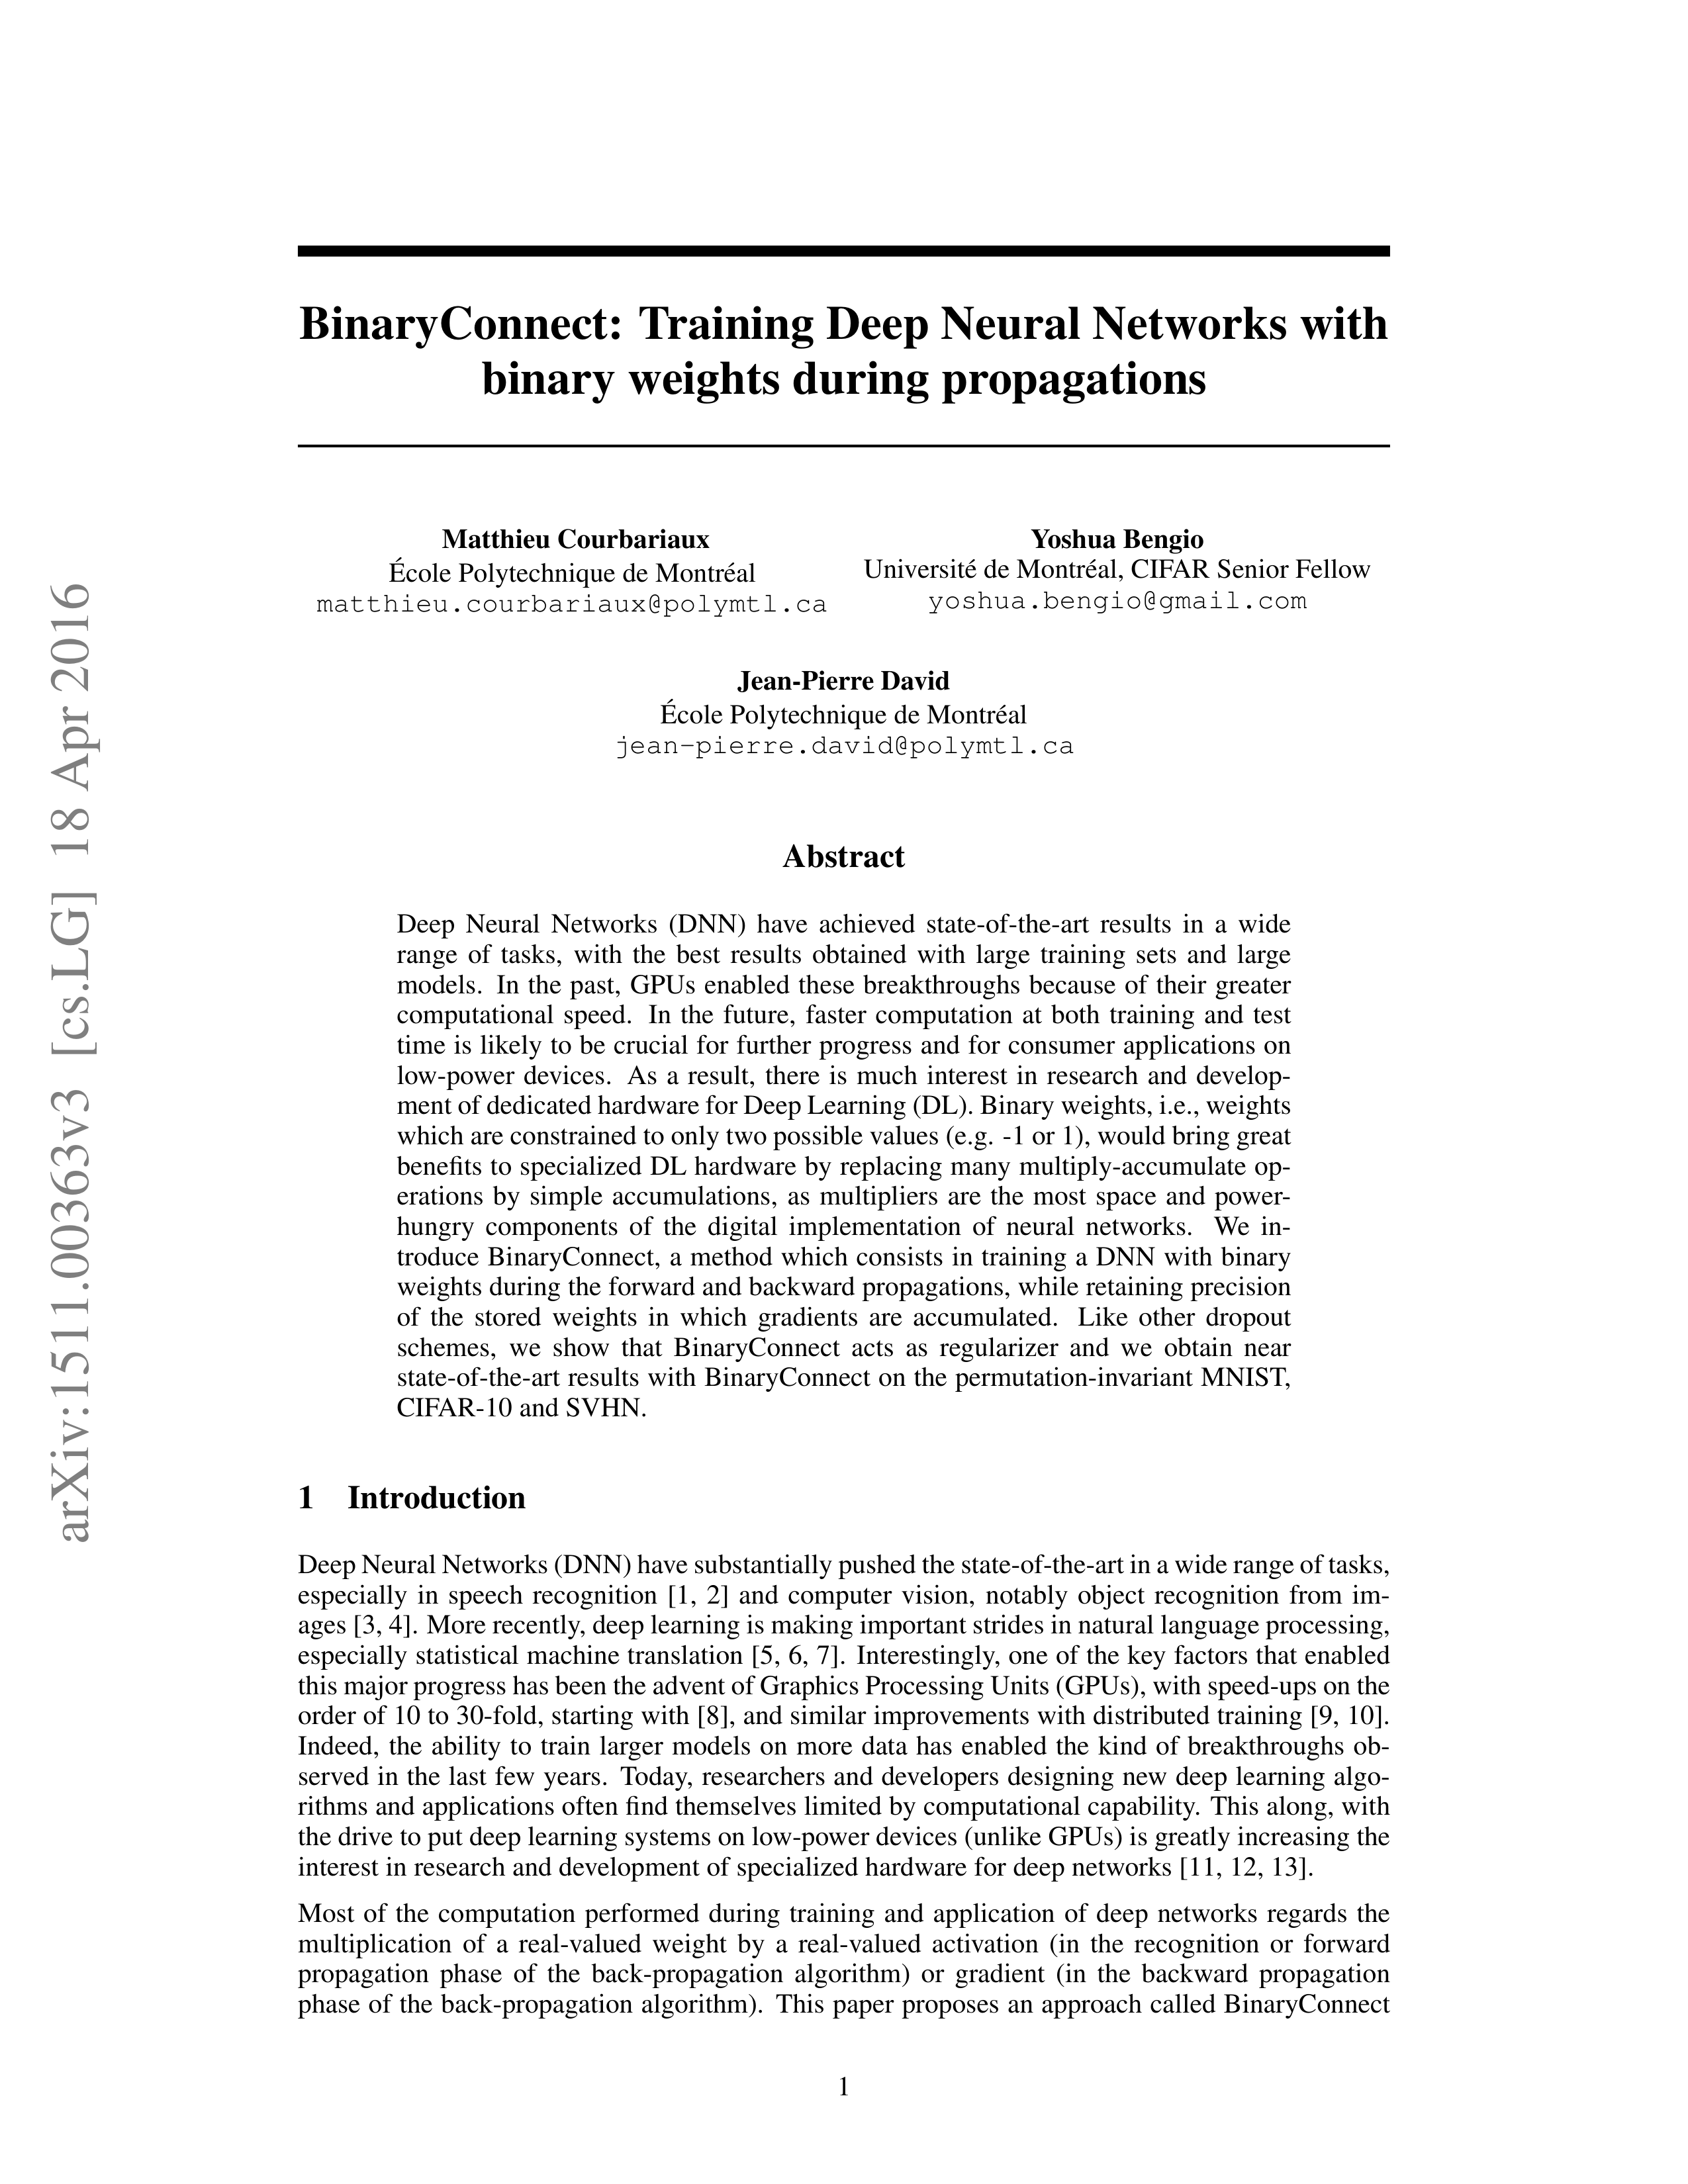 BinaryConnect: Training Deep Neural Networks with
binary weights during propagations
Matthieu Courbariaux
École Polytechnique de Montréal
matthieu.courbariaux@polymtl.ca
Yoshua Bengio
Université de Montréal, CIFAR Senior Fellow
yoshua.bengio@gmail.com
Jean-Pierre David
École Polytechnique de Montréal
jean-pierre.david@polymtl.ca
Abstract
Deep Neural Networks (DNN) have achieved state-of-the-art results in a wide
range of tasks, with the best results obtained with large training sets and large
models. In the past, GPUs enabled these breakthroughs because of their greater
computational speed. In the future, faster computation at both training and test
time is likely to be crucial for further progress and for consumer applications on
low-power devices. As a result, there is much interest in research and develop-
ment of dedicated hardware for Deep Learning (DL). Binary weights, i.e., weights
which are constrained to only two possible values (e.g. -1 or 1), would bring great
benefits to specialized DL hardware by replacing many multiply-accumulate op-
erations by simple accumulations, as multipliers are the most space and power-
hungry components of the digital implementation of neural networks. We in-
troduce BinaryConnect, a method which consists in training a DNN with binary
weights during the forward and backward propagations, while retaining precision
of the stored weights in which gradients are accumulated. Like other dropout
schemes, we show that BinaryConnect acts as regularizer and we obtain near
state-of-the-art results with BinaryConnect on the permutation-invariant MNIST,
CIFAR-10 and SVHN.
1 Introduction
Deep Neural Networks (DNN) have substantially pushed the state-of-the-art in a wide range of tasks,
especially in speech recognition [1, 2] and computer vision, notably object recognition from im-
ages [3, 4]. More recently, deep learning is making important strides in natural language processing,
especially statistical machine translation [5, 6, 7]. Interestingly, one of the key factors that enabled
this major progress has been the advent of Graphics Processing Units (GPUs), with speed-ups on the
order of 10 to 30-fold, starting with [8], and similar improvements with distributed training [9, 10].
Indeed, the ability to train larger models on more data has enabled the kind of breakthroughs ob-
served in the last few years. Today, researchers and developers designing new deep learning algo-
rithms and applications often find themselves limited by computational capability. This along, with
the drive to put deep learning systems on low-power devices (unlike GPUs) is greatly increasing the
interest in research and development of specialized hardware for deep networks [11, 12, 13].
Most of the computation performed during training and application of deep networks regards the
multiplication of a real-valued weight by a real-valued activation (in the recognition or forward
propagation phase of the back-propagation algorithm) or gradient (in the backward propagation
phase of the back-propagation algorithm). This paper proposes an approach called BinaryConnect
1
arXiv:1511.00363v3 [cs.LG] 18 Apr 2016